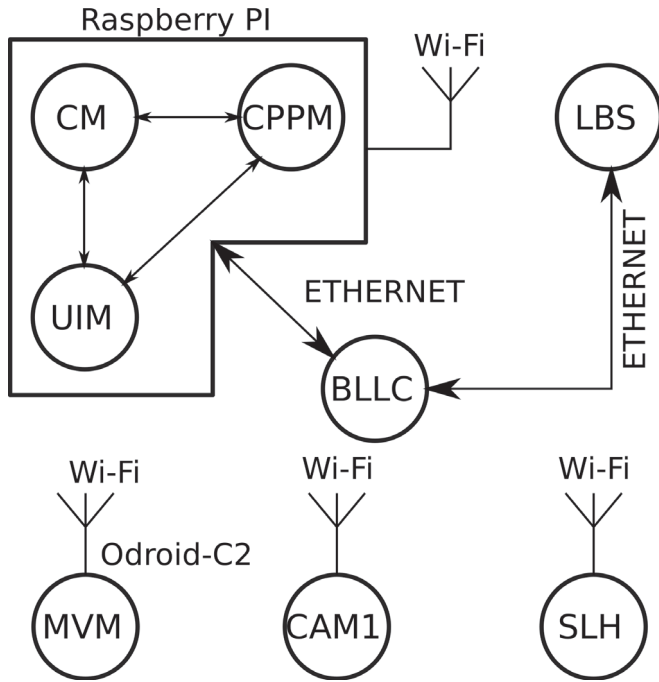 Raspberry PI
Wi-Fi
CM
CPPM
LBS
ETHERNET
UIM
ETHERNET
BLLC
Wi-Fi
Wi-Fi
Wi-Fi
Odroid-C2
MVM
CAM1
SLH